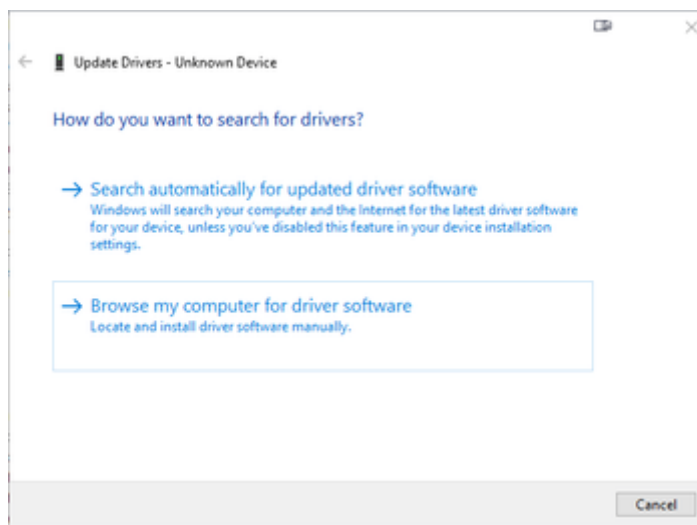 Update Drivers - Unknown Device
How do you want to search for drivers?
Search automatically for updated driver software
Windows will search your computer and the Internet for the latest driver software
for your device, unless you've disabled this feature in your device installation
settings.
Browse my computer for driver software
Locate and install driver software manually.
Cancel